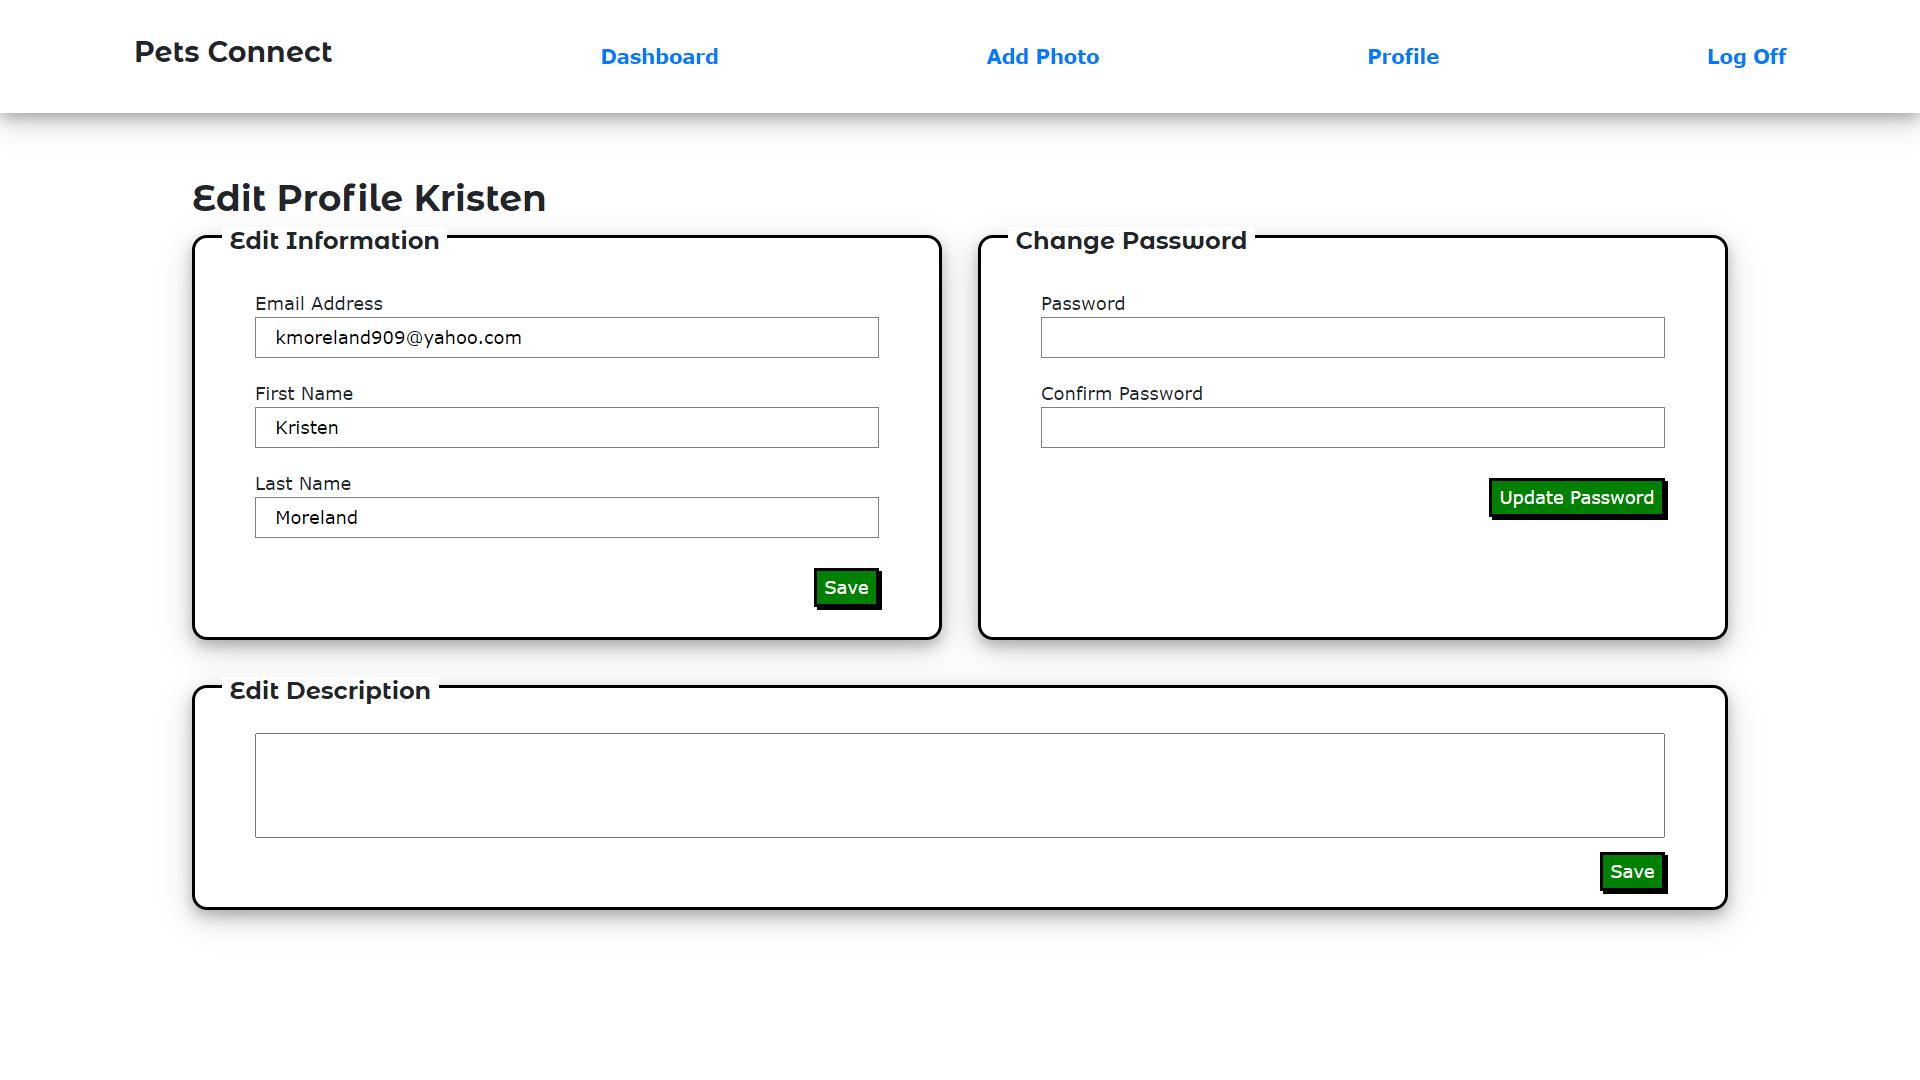 Pets Connect
Dashboard
Add Photo
Profile
Log Off
Edit Profile Kristen
Edit Information
Email Address
kmoreland909@yahoo.com
First Name
Kristen
Last Name
Moreland
Save
Change Password
Password
Confirm Password
Update Password
Edit Description
Save